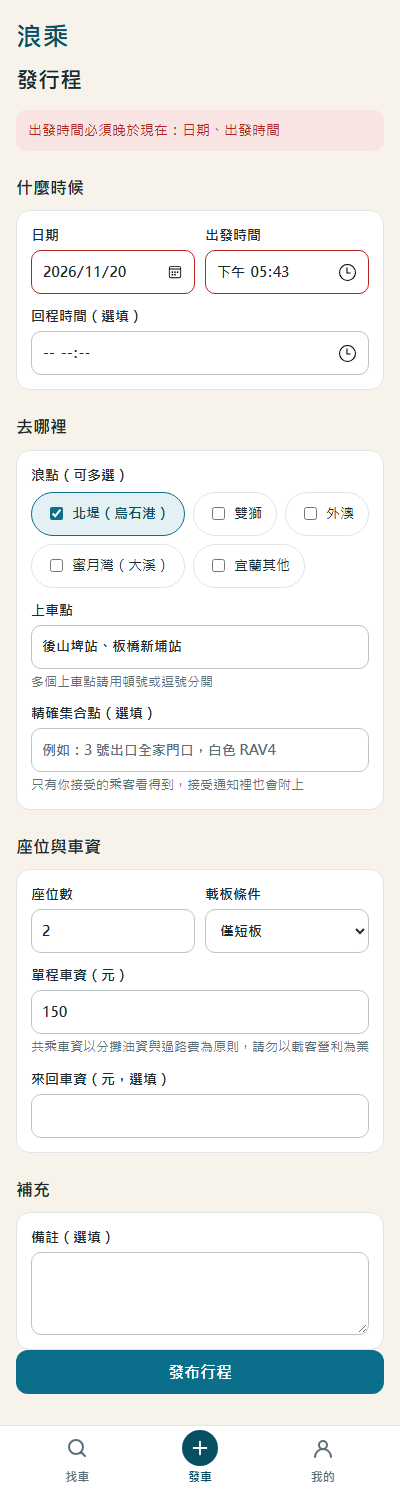 浪乘
發行程
出發時間必須晚於現在：日期、出發時間
什麼時候
日期
出發時間
2026/11/20
下午 05:43
回程時間（選填）
-- --:--
去哪裡
浪點（可多選）
北堤（烏石港）
雙獅
外澳
蜜月灣（大溪）
宜蘭其他
上車點
後山埤站、板橋新埔站
多個上車點請用頓號或逗號分開
精確集合點（選填）
例如：3 號出口全家門口，白色 RAV4
只有你接受的乘客看得到，接受通知裡也會附上
座位與車資
座位數
載板條件
2
僅短板
單程車資（元）
150
共乘車資以分攤油資與過路費為原則，請勿以載客營利為業
來回車資（元，選填）
補充
備註（選填）
發布行程
找車
發車
我的